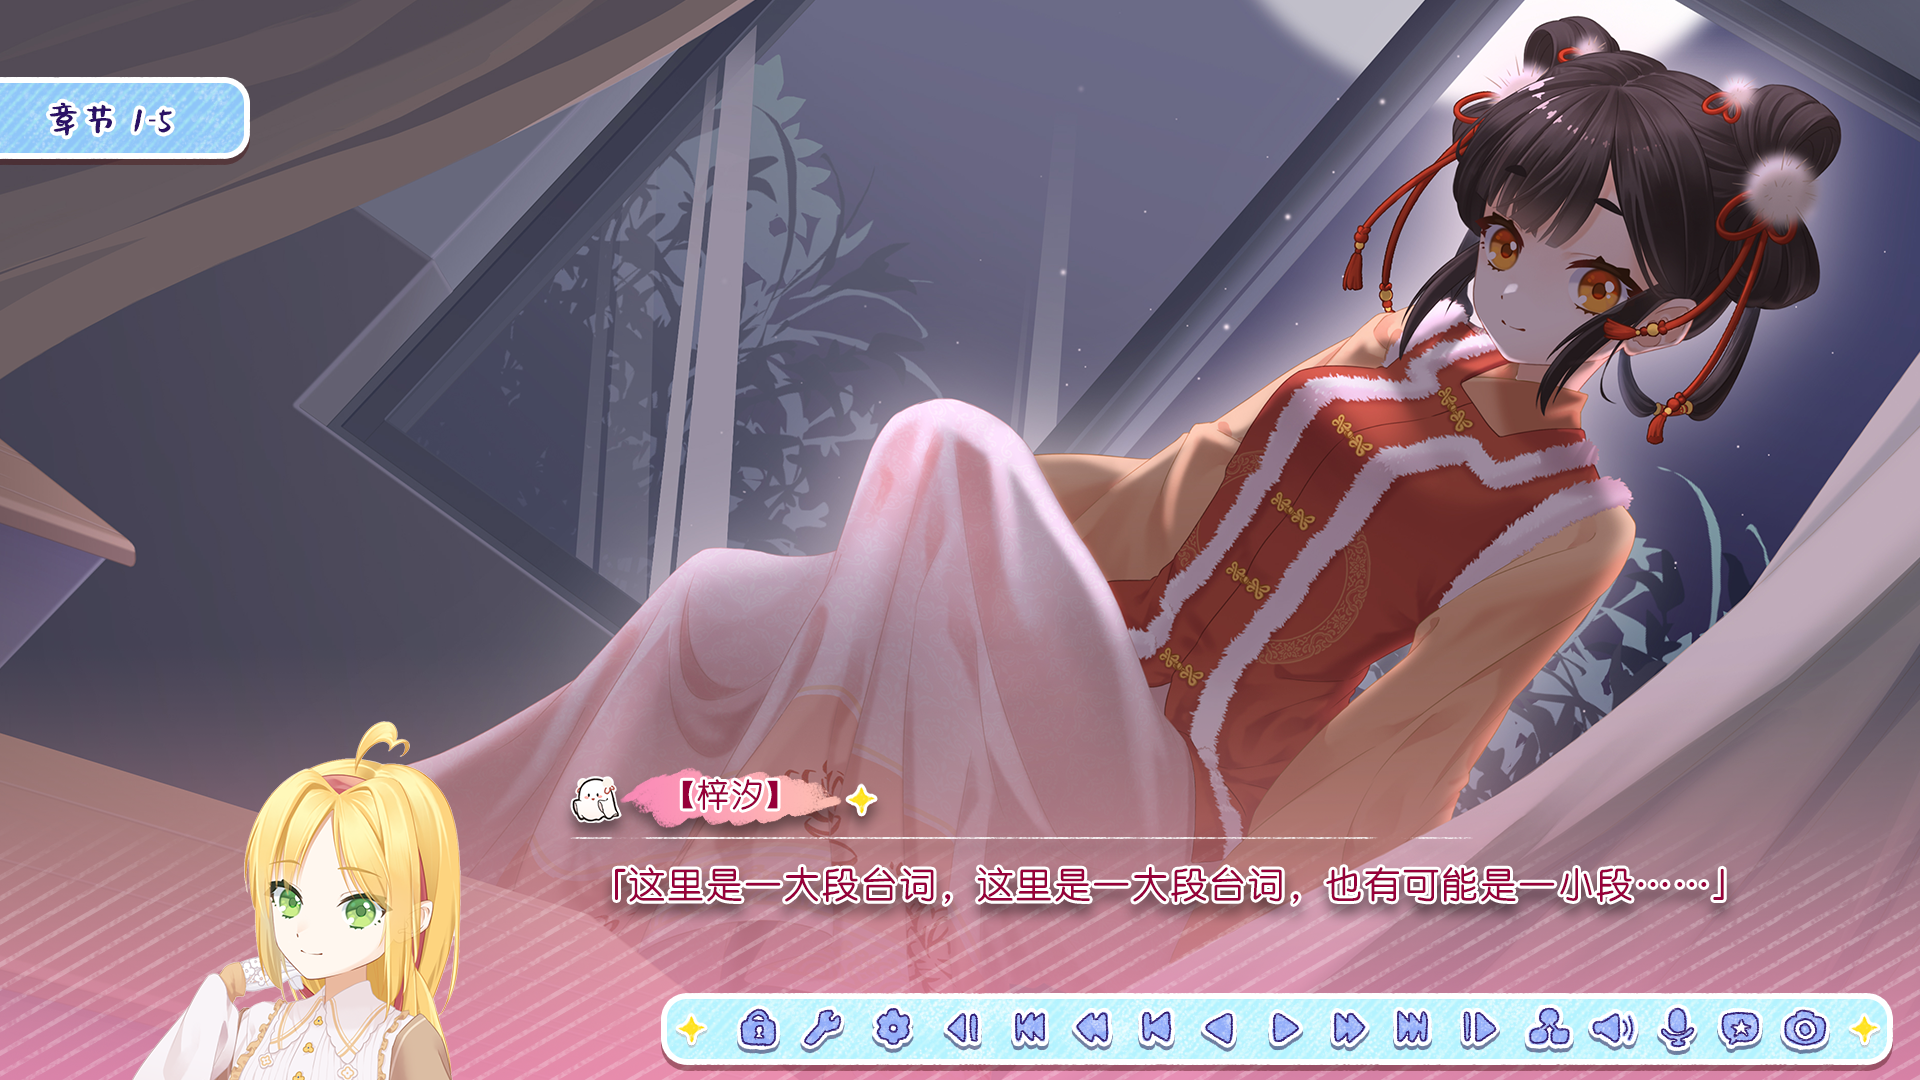 章节 1-5
【梓汐】
「这里是一大段台词，这里是一大段台词，也有可能是一小段……」